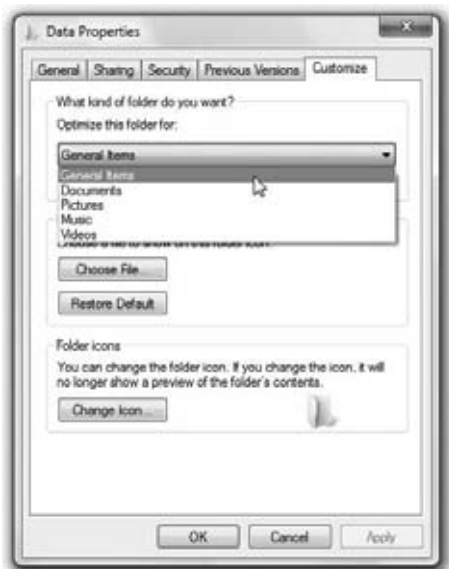 Data Properties
General Sharing Security Previous Versions Customize
What kind of folder do you want?
Optimize this folder for:
General Items
General Items
Documents
Pictures
Music
Videos
Choose a file to show on this folder icon.
Choose File...
Restore Default
Folder icons
You can change the folder icon. If you change the icon, it will
no longer show a preview of the folder's contents.
Change Icon...
OK Cancel Apply